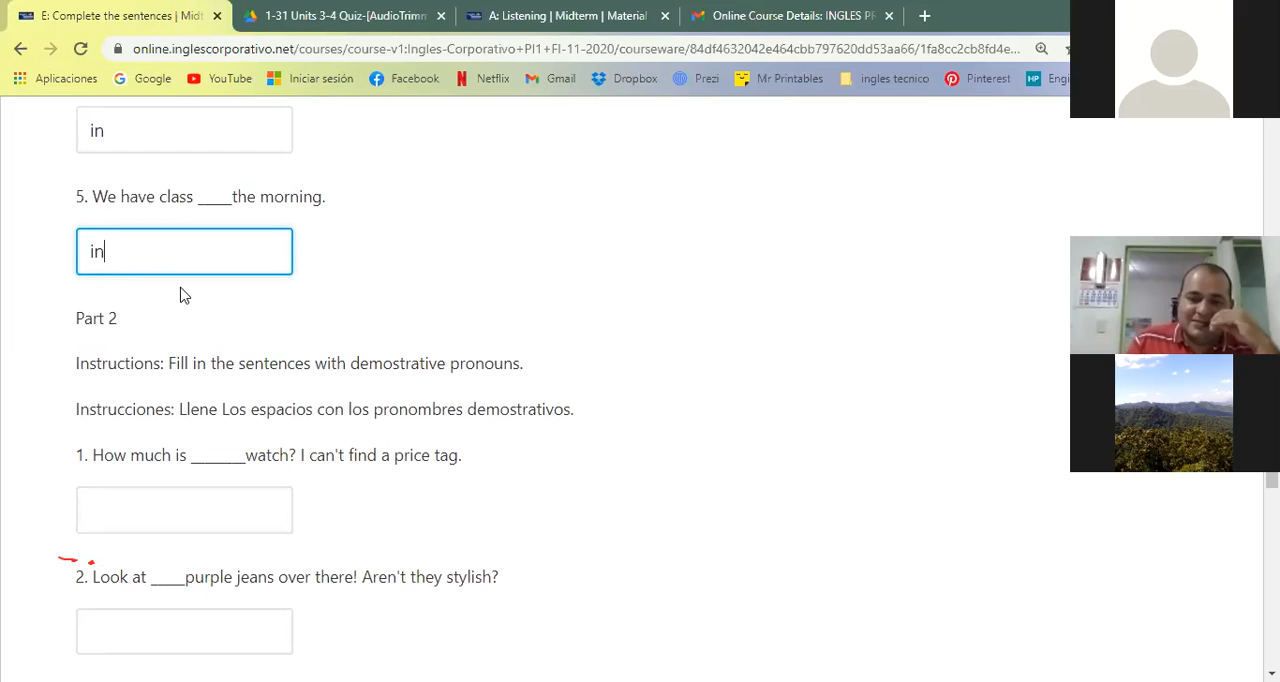 E: Complete the sentences | Midt
1-31 Units 3-4 Quiz-[AudioTrimm
A: Listening | Midterm | Material
Online Course Details: INGLES PR
online.inglescorporativo.net/courses/course-v1:Ingles-Corporativo+PI1+FI-11-2020/courseware/84df4632042e464cbb797620dd53aa66/1fa8cc2cb8fd4e...
Aplicaciones Google YouTube Iniciar sesión Facebook Netflix Gmail Dropbox Prezi Mr Printables ingles tecnico Pinterest HP Engi
in
5. We have class ____the morning.
in
Part 2
Instructions: Fill in the sentences with demostrative pronouns.
Instrucciones: Llene Los espacios con los pronombres demostrativos.
1. How much is ______watch? I can't find a price tag.
2. Look at ____purple jeans over there! Aren't they stylish?